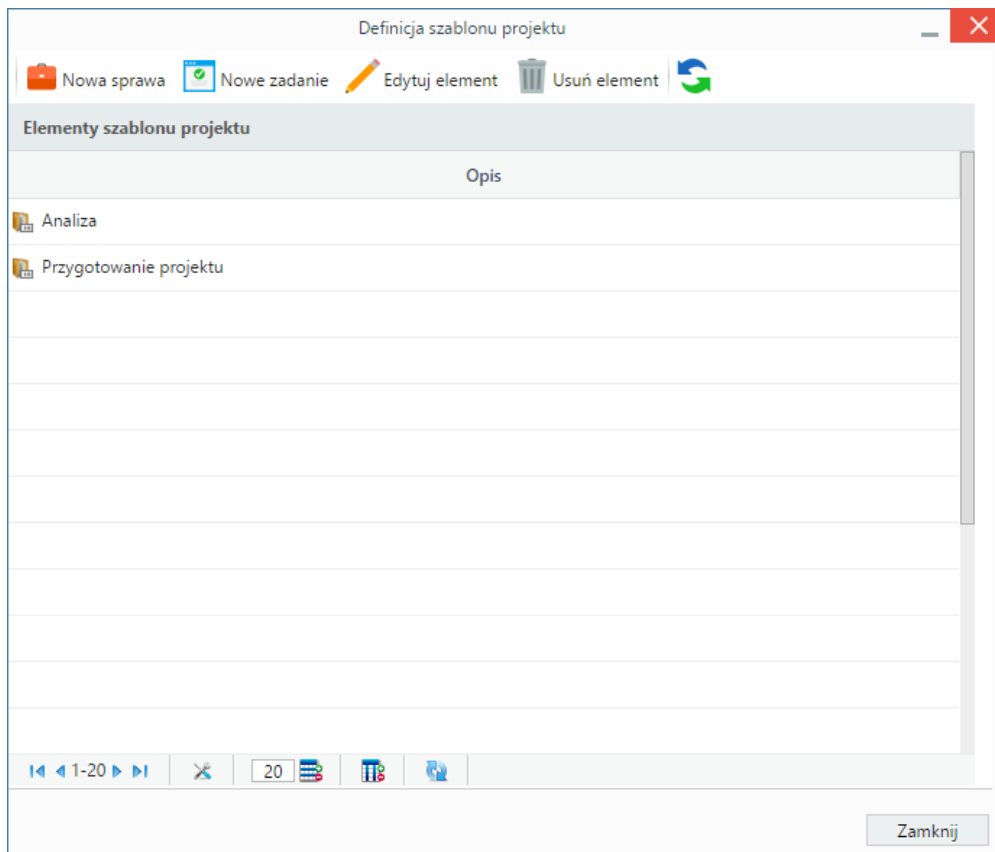 Definicja szablonu projektu
Nowa sprawa Nowe zadanie Edytuj element Usuń element
Elementy szablonu projektu
Opis
Analiza
Przygotowanie projektu
1-20 20
Zamknij